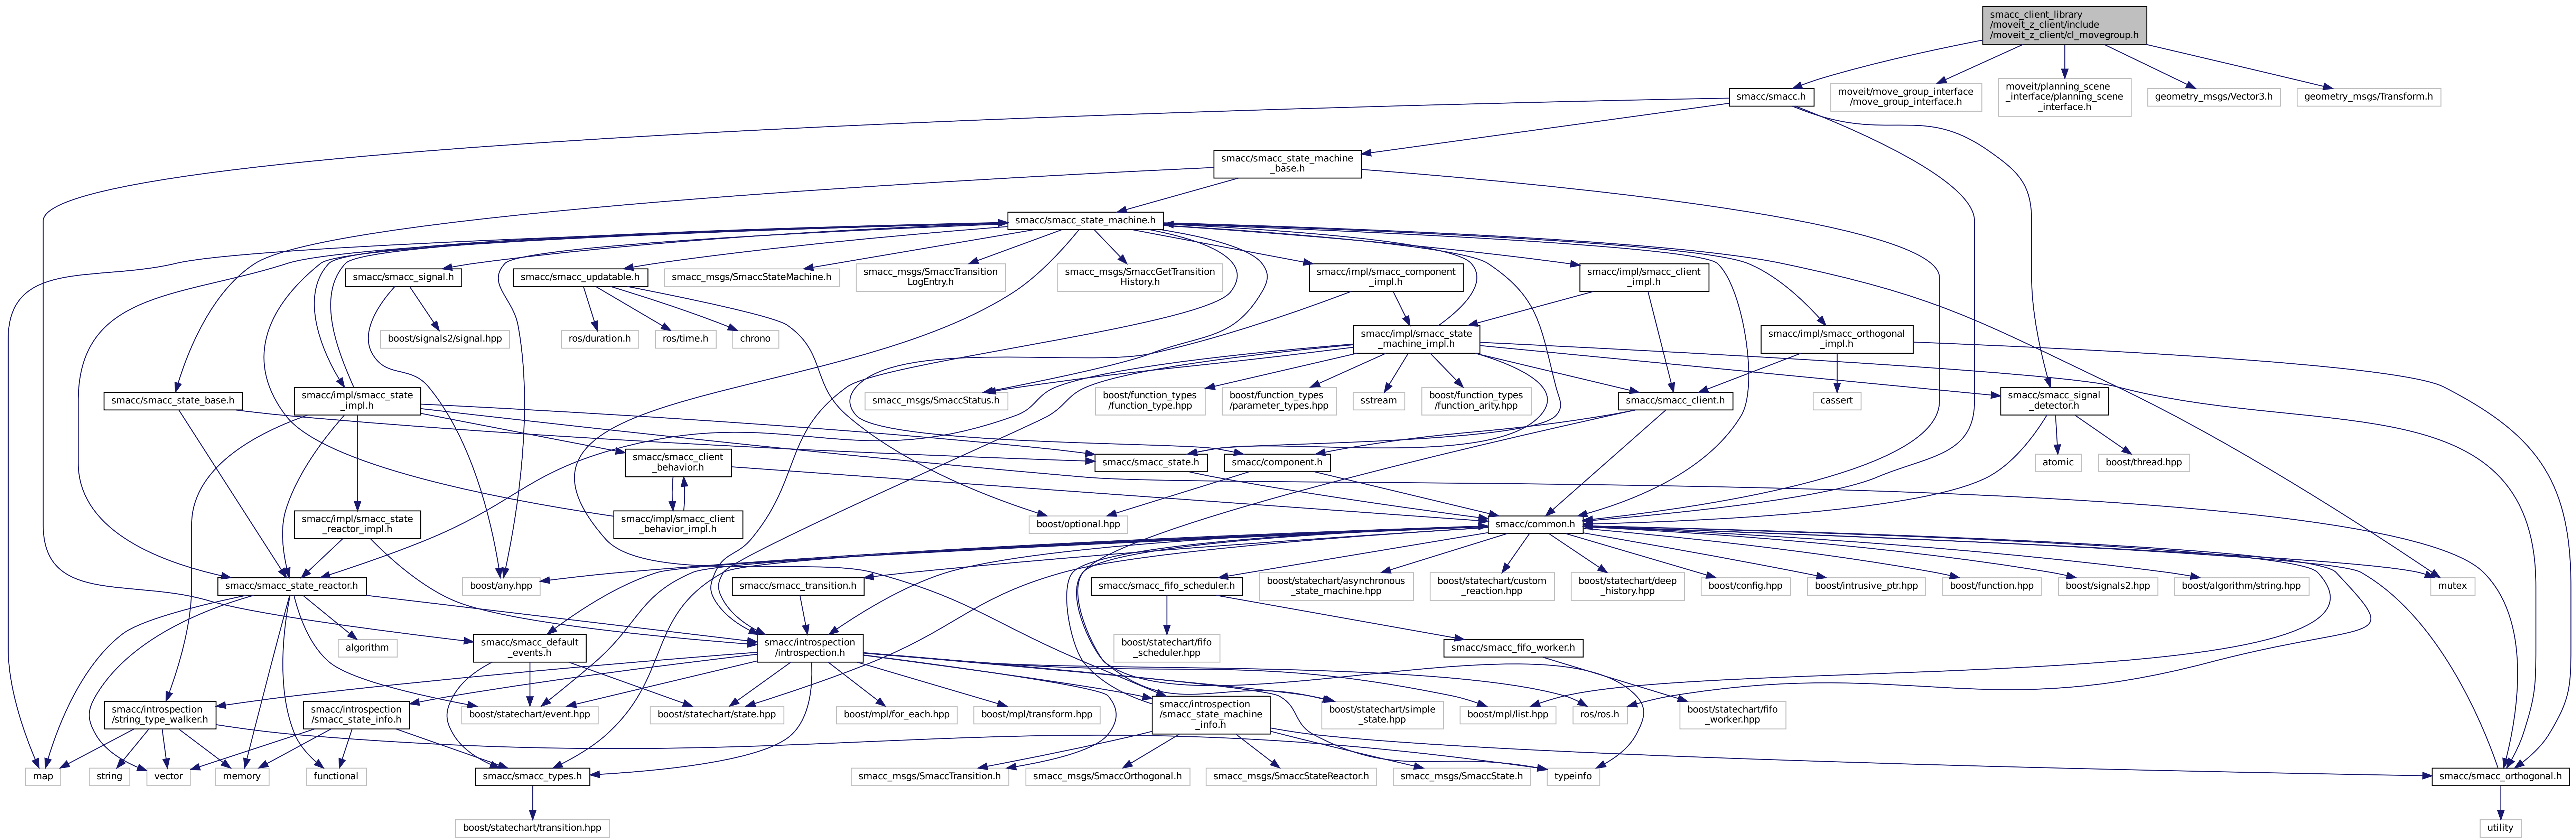 smacc_client_library
/moveit_z_client/include
/moveit_z_client/cl_movegroup.h
smacc/smacc.h
moveit/move_group_interface
/move_group_interface.h
moveit/planning_scene
_interface/planning_scene
_interface.h
geometry_msgs/Vector3.h
geometry_msgs/Transform.h
smacc/smacc_state_machine
_base.h
smacc/smacc_state_machine.h
smacc/smacc_signal.h
smacc/smacc_updatable.h
smacc_msgs/SmaccStateMachine.h
smacc_msgs/SmaccTransition
LogEntry.h
smacc_msgs/SmaccGetTransition
History.h
smacc/impl/smacc_component
_impl.h
smacc/impl/smacc_client
_impl.h
boost/signals2/signal.hpp
ros/duration.h
ros/time.h
chrono
smacc/impl/smacc_state
_machine_impl.h
smacc/impl/smacc_orthogonal
_impl.h
smacc/smacc_state_base.h
smacc/impl/smacc_state
_impl.h
smacc_msgs/SmaccStatus.h
boost/function_types
/function_type.hpp
boost/function_types
/parameter_types.hpp
sstream
boost/function_types
/function_arity.hpp
smacc/smacc_client.h
cassert
smacc/smacc_signal
_detector.h
smacc/smacc_client
_behavior.h
smacc/smacc_state.h
smacc/component.h
atomic
boost/thread.hpp
smacc/impl/smacc_state
_reactor_impl.h
smacc/impl/smacc_client
_behavior_impl.h
boost/optional.hpp
smacc/common.h
smacc/smacc_state_reactor.h
boost/any.hpp
smacc/smacc_transition.h
smacc/smacc_fifo_scheduler.h
boost/statechart/asynchronous
_state_machine.hpp
boost/statechart/custom
_reaction.hpp
boost/statechart/deep
_history.hpp
boost/config.hpp
boost/intrusive_ptr.hpp
boost/function.hpp
boost/signals2.hpp
boost/algorithm/string.hpp
mutex
algorithm
smacc/smacc_default
_events.h
smacc/introspection
/introspection.h
boost/statechart/fifo
_scheduler.hpp
smacc/smacc_fifo_worker.h
smacc/introspection
/string_type_walker.h
smacc/introspection
/smacc_state_info.h
boost/statechart/event.hpp
boost/statechart/state.hpp
boost/mpl/for_each.hpp
boost/mpl/transform.hpp
smacc/introspection
/smacc_state_machine
_info.h
boost/statechart/simple
_state.hpp
boost/mpl/list.hpp
ros/ros.h
boost/statechart/fifo
_worker.hpp
map
string
vector
memory
functional
smacc/smacc_types.h
smacc_msgs/SmaccTransition.h
smacc_msgs/SmaccOrthogonal.h
smacc_msgs/SmaccStateReactor.h
smacc_msgs/SmaccState.h
typeinfo
smacc/smacc_orthogonal.h
boost/statechart/transition.hpp
utility